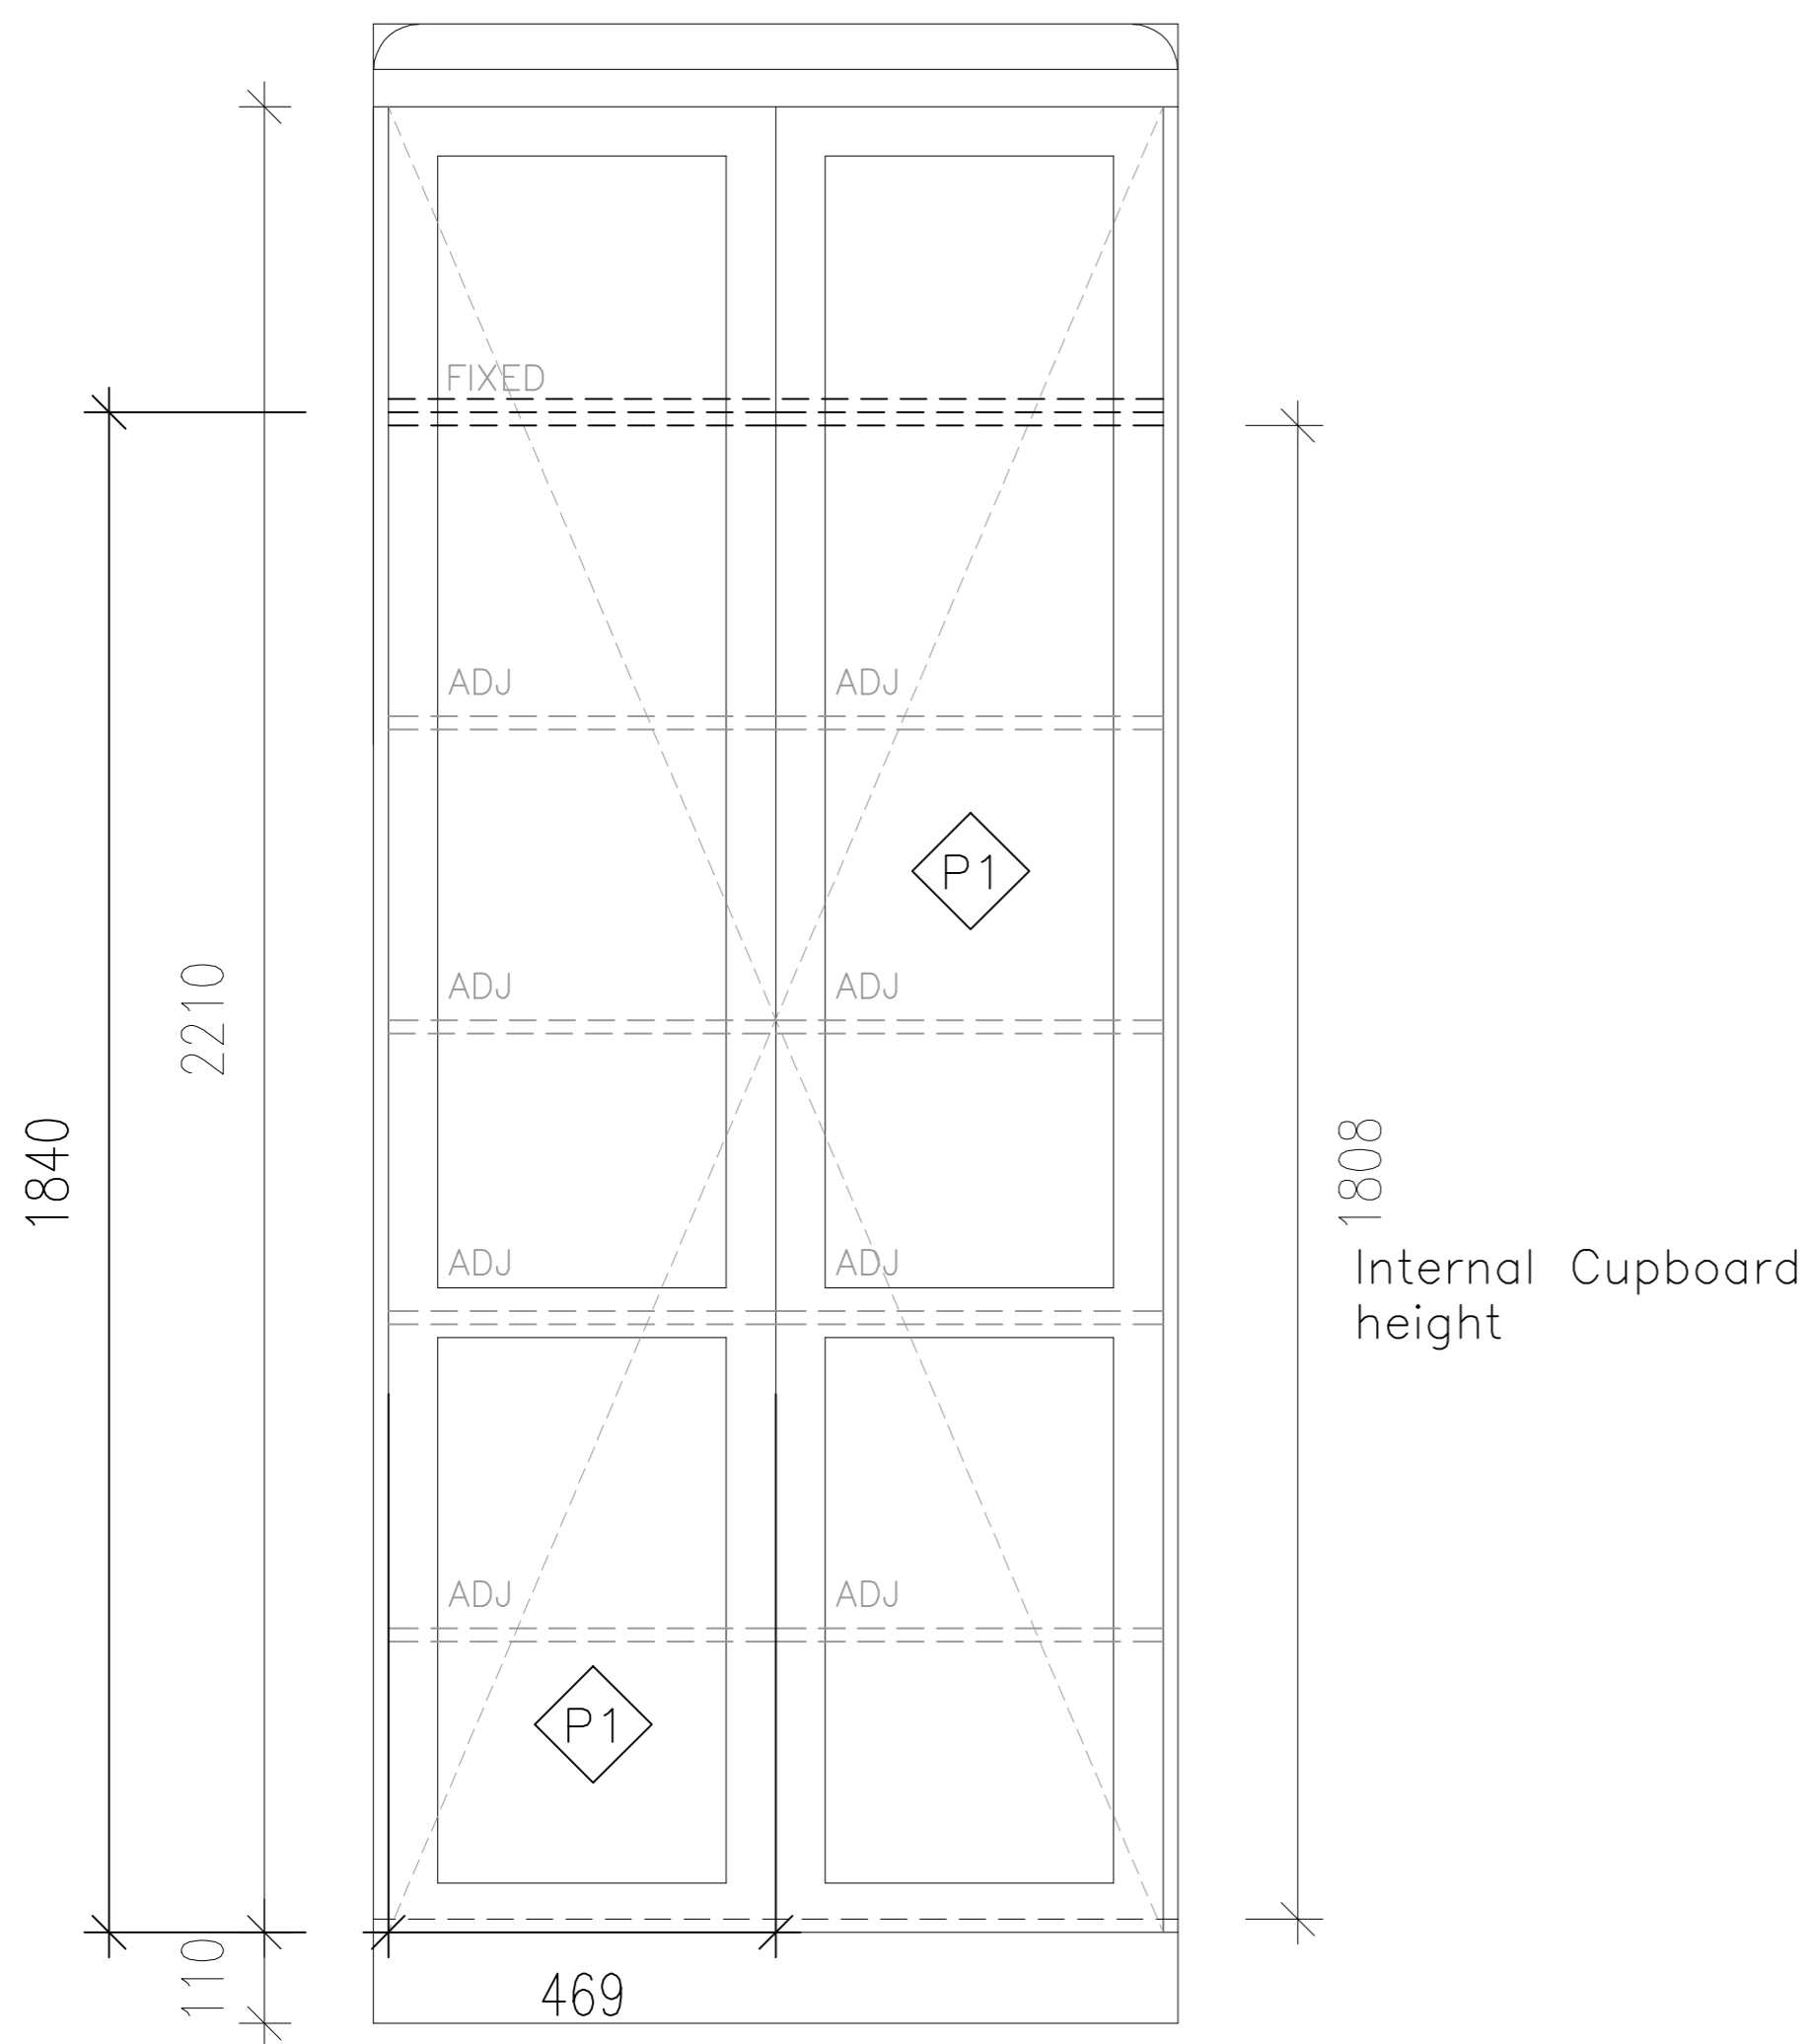 FIXED
ADJ
ADJ
P1
2210
ADJ
ADJ
1840
1808
Internal Cupboard
height
ADJ
ADJ
ADJ
ADJ
P1
110
469